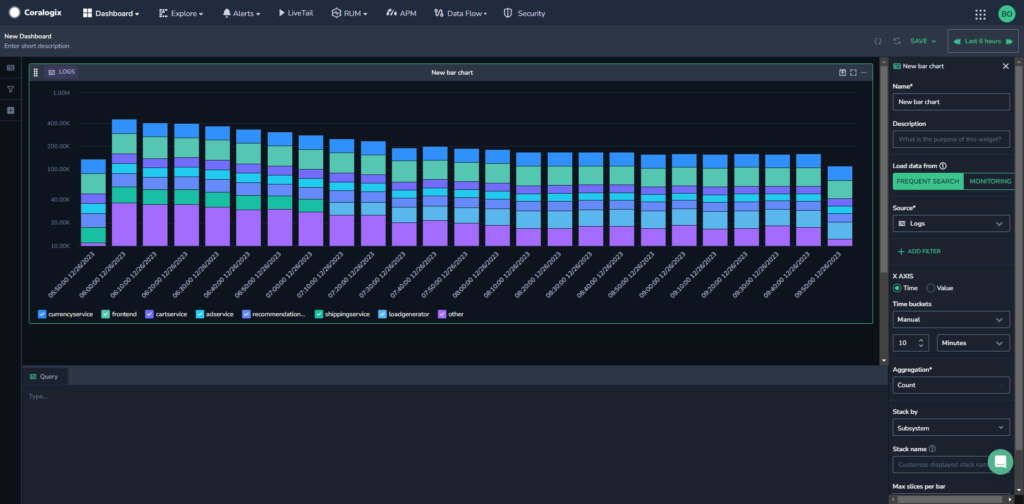 Coralogix Dashboard Explore Alerts LiveTail RUM APM Data Flow Security BO
New Dashboard
Enter short description
SAVE Last 6 hours
LOGS New bar chart
1.00M
400.00K
200.00K
100.00K
40.00K
20.00K
10.00K
05:50:00 12/26/2023
06:00:00 12/26/2023
06:10:00 12/26/2023
06:20:00 12/26/2023
06:30:00 12/26/2023
06:40:00 12/26/2023
06:50:00 12/26/2023
07:00:00 12/26/2023
07:10:00 12/26/2023
07:20:00 12/26/2023
07:30:00 12/26/2023
07:40:00 12/26/2023
07:50:00 12/26/2023
08:00:00 12/26/2023
08:10:00 12/26/2023
08:20:00 12/26/2023
08:30:00 12/26/2023
08:40:00 12/26/2023
08:50:00 12/26/2023
09:00:00 12/26/2023
09:10:00 12/26/2023
09:20:00 12/26/2023
09:30:00 12/26/2023
09:40:00 12/26/2023
09:50:00 12/26/2023
currencyservice frontend cartservice adservice recommendation... shippingservice loadgenerator other
Query
Type...
New bar chart
Name*
New bar chart
Description
What is the purpose of this widget?
Load data from
FREQUENT SEARCH MONITORING
Source*
Logs
+ ADD FILTER
X AXIS
Time Value
Time buckets
Manual
10 Minutes
Aggregation*
Count
Stack by
Subsystem
Stack name
Customize displayed stack
Max slices per bar